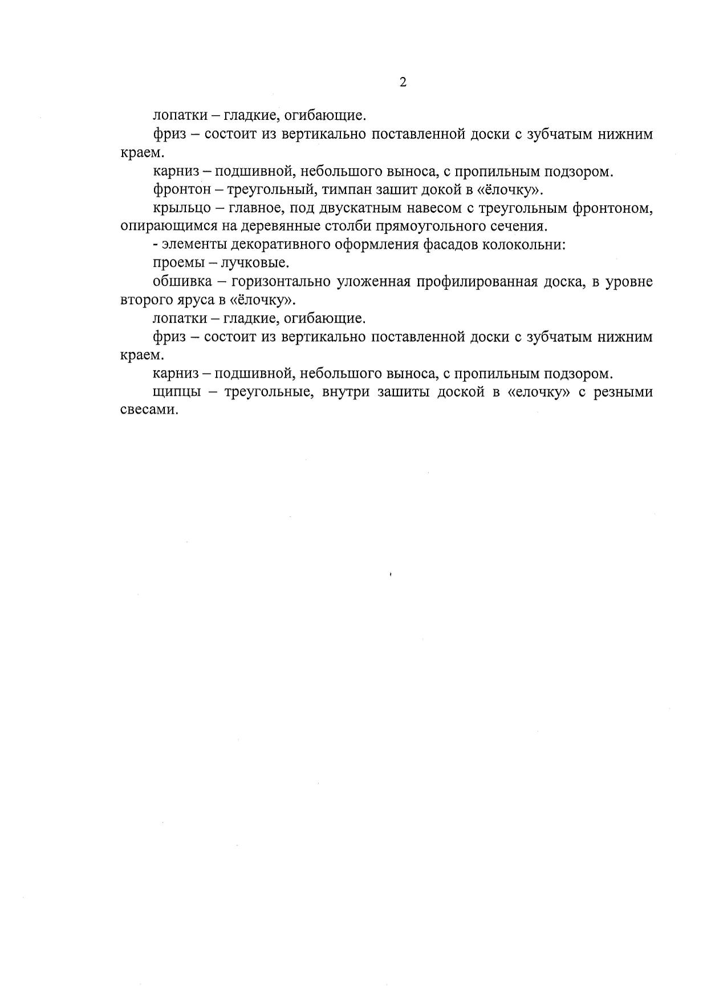 2
лопатки – гладкие, огибающие.
фриз – состоит из вертикально поставленной доски с зубчатым нижним
краем.
карниз – подшивной, небольшого выноса, с пропильным подзором.
фронтон – треугольный, тимпан зашит докой в «ёлочку».
крыльцо – главное, под двускатным навесом с треугольным фронтоном,
опирающимся на деревянные столби прямоугольного сечения.
- элементы декоративного оформления фасадов колокольни:
проемы – лучковые.
обшивка – горизонтально уложенная профилированная доска, в уровне
второго яруса в «ёлочку».
лопатки – гладкие, огибающие.
фриз – состоит из вертикально поставленной доски с зубчатым нижним
краем.
карниз – подшивной, небольшого выноса, с пропильным подзором.
щипцы – треугольные, внутри зашиты доской в «елочку» с резными
свесами.